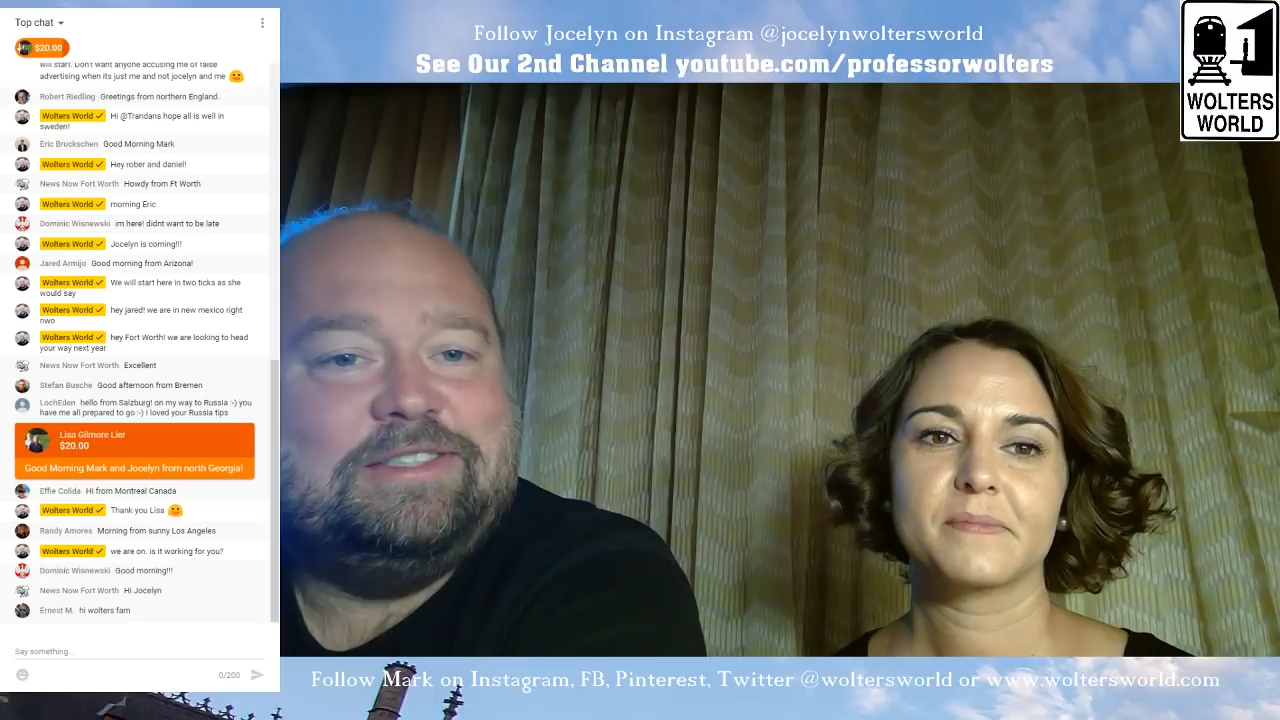 Top chat
$20.00
will start. Don't want anyone accusing me of false
advertising when its just me and not jocelyn and me
Robert Riedling Greetings from northern England.
Wolters World Hi @Trandans hope all is well in
sweden!
Eric Bruckschen Good Morning Mark
Wolters World Hey rober and daniel!
News Now Fort Worth Howdy from Ft Worth
Wolters World morning Eric
Dominic Wisnewski im here! didnt want to be late
Wolters World Jocelyn is coming!!!
Jared Armijo Good morning from Arizona!
Wolters World We will start here in two ticks as she
would say
Wolters World hey jared! we are in new mexico right
nwo
Wolters World hey Fort Worth! we are looking to head
your way next year
News Now Fort Worth Excellent
Stefan Busche Good afternoon from Bremen
LochEden hello from Salzburg! on my way to Russia :-) you
have me all prepared to go :-) I loved your Russia tips
Lisa Gilmore Lier
$20.00
Good Morning Mark and Jocelyn from north Georgia!
Effie Colida Hi from Montreal Canada
Wolters World Thank you Lisa
Randy Amores Morning from sunny Los Angeles
Wolters World we are on. is it working for you?
Dominic Wisnewski Good morning!!!
News Now Fort Worth Hi Jocelyn
Ernest M. hi wolters fam
Say something...
0/200
Follow Jocelyn on Instagram @jocelynwoltersworld
See Our 2nd Channel youtube.com/professorwolters
WOLTERS
WORLD
Follow Mark on Instagram, FB, Pinterest, Twitter @woltersworld or www.woltersworld.com